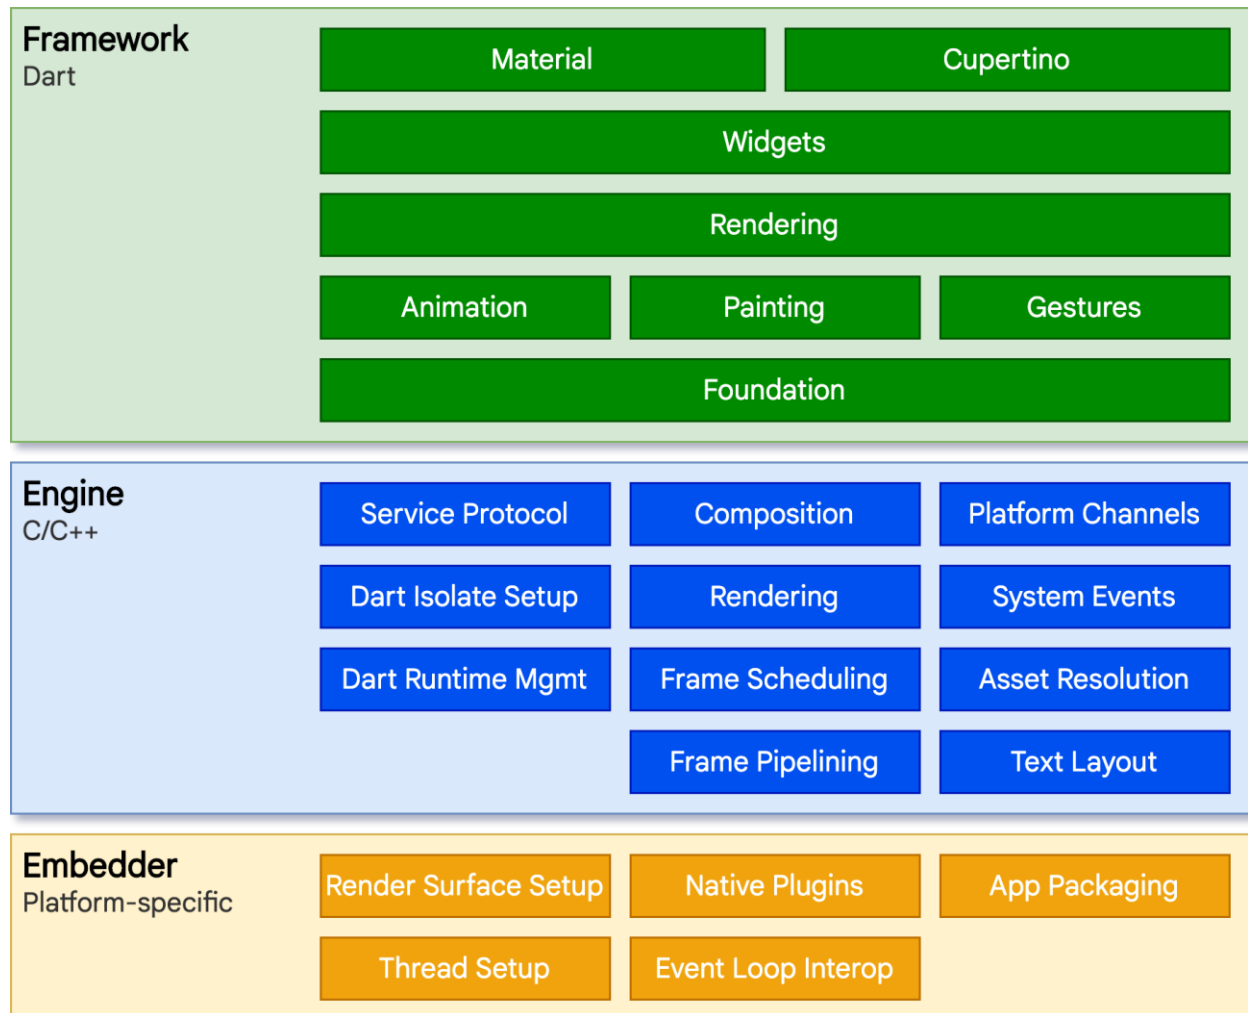 Framework
Dart
Material
Cupertino
Widgets
Rendering
Animation
Painting
Gestures
Foundation
Engine
C/C++
Service Protocol
Composition
Platform Channels
Dart Isolate Setup
Rendering
System Events
Dart Runtime Mgmt
Frame Scheduling
Asset Resolution
Frame Pipelining
Text Layout
Embedder
Platform-specific
Render Surface Setup
Native Plugins
App Packaging
Thread Setup
Event Loop Interop